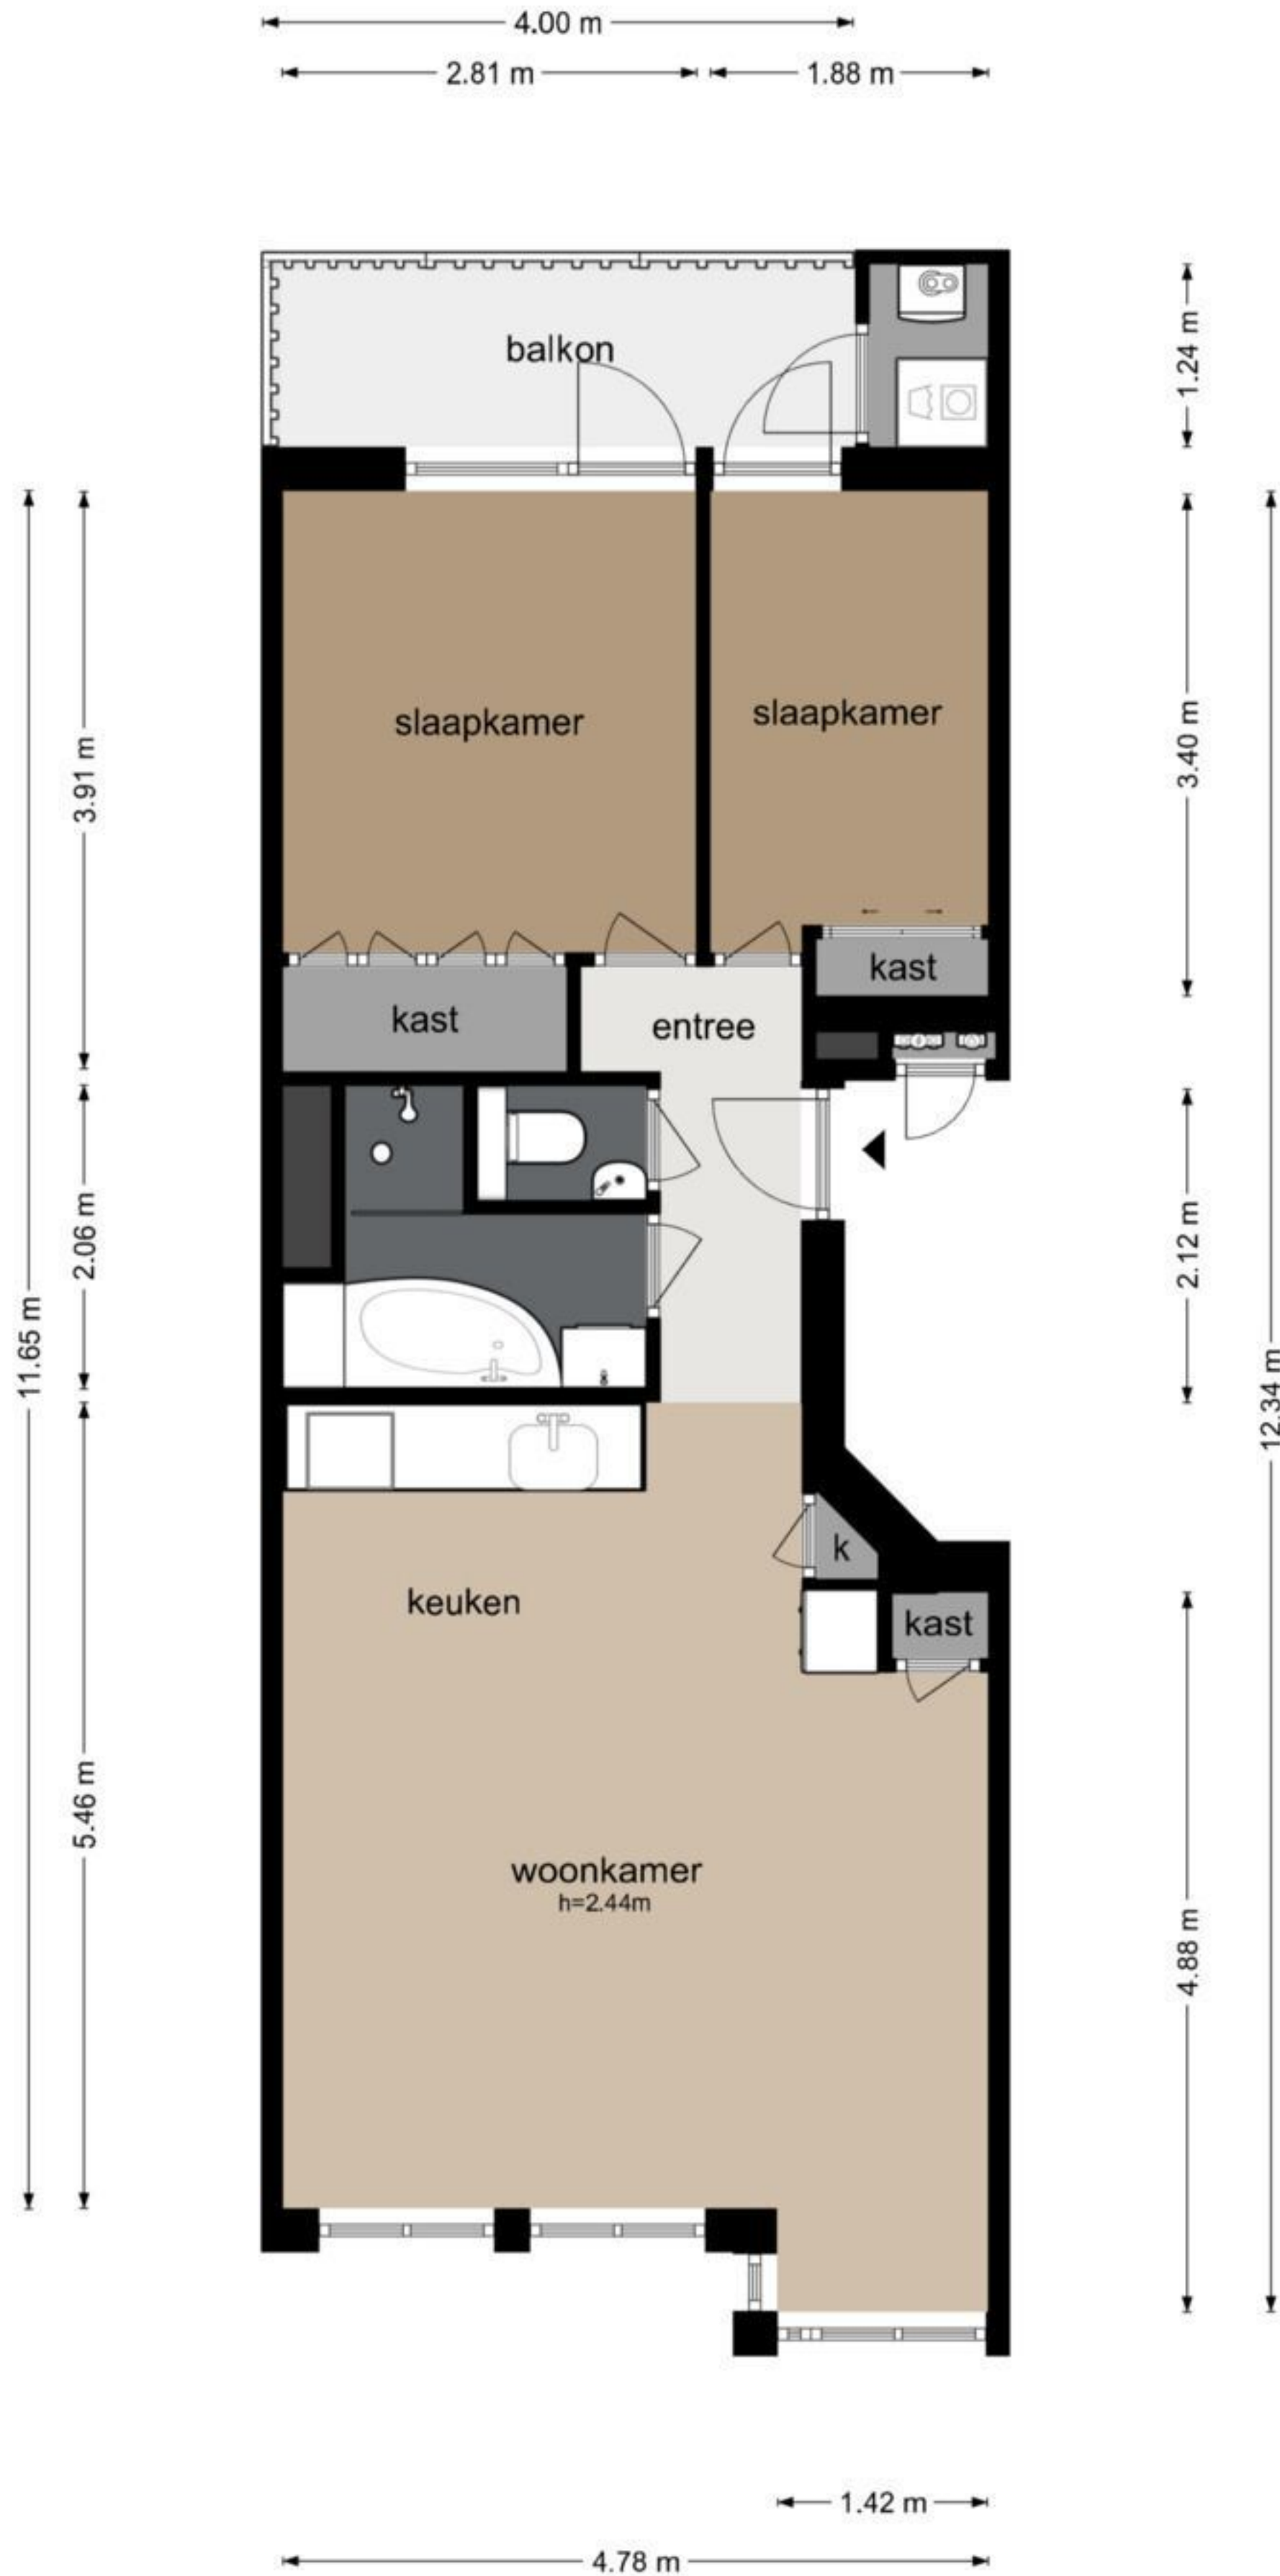 4.00 m
2.81 m
1.88 m
balkon
1.24 m
slaapkamer
slaapkamer
3.91 m
3.40 m
kast
kast
entree
2.06 m
2.12 m
11.65 m
12.34 m
k
keuken
kast
5.46 m
woonkamer
h=2.44m
4.88 m
1.42 m
4.78 m